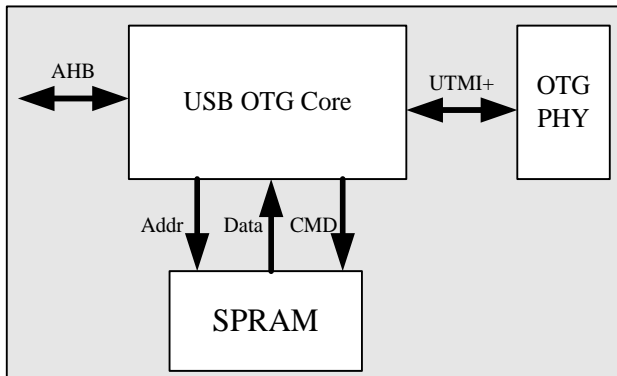 AHB
USB OTG Core
UTMI+
OTG
PHY
Addr
Data
CMD
SPRAM